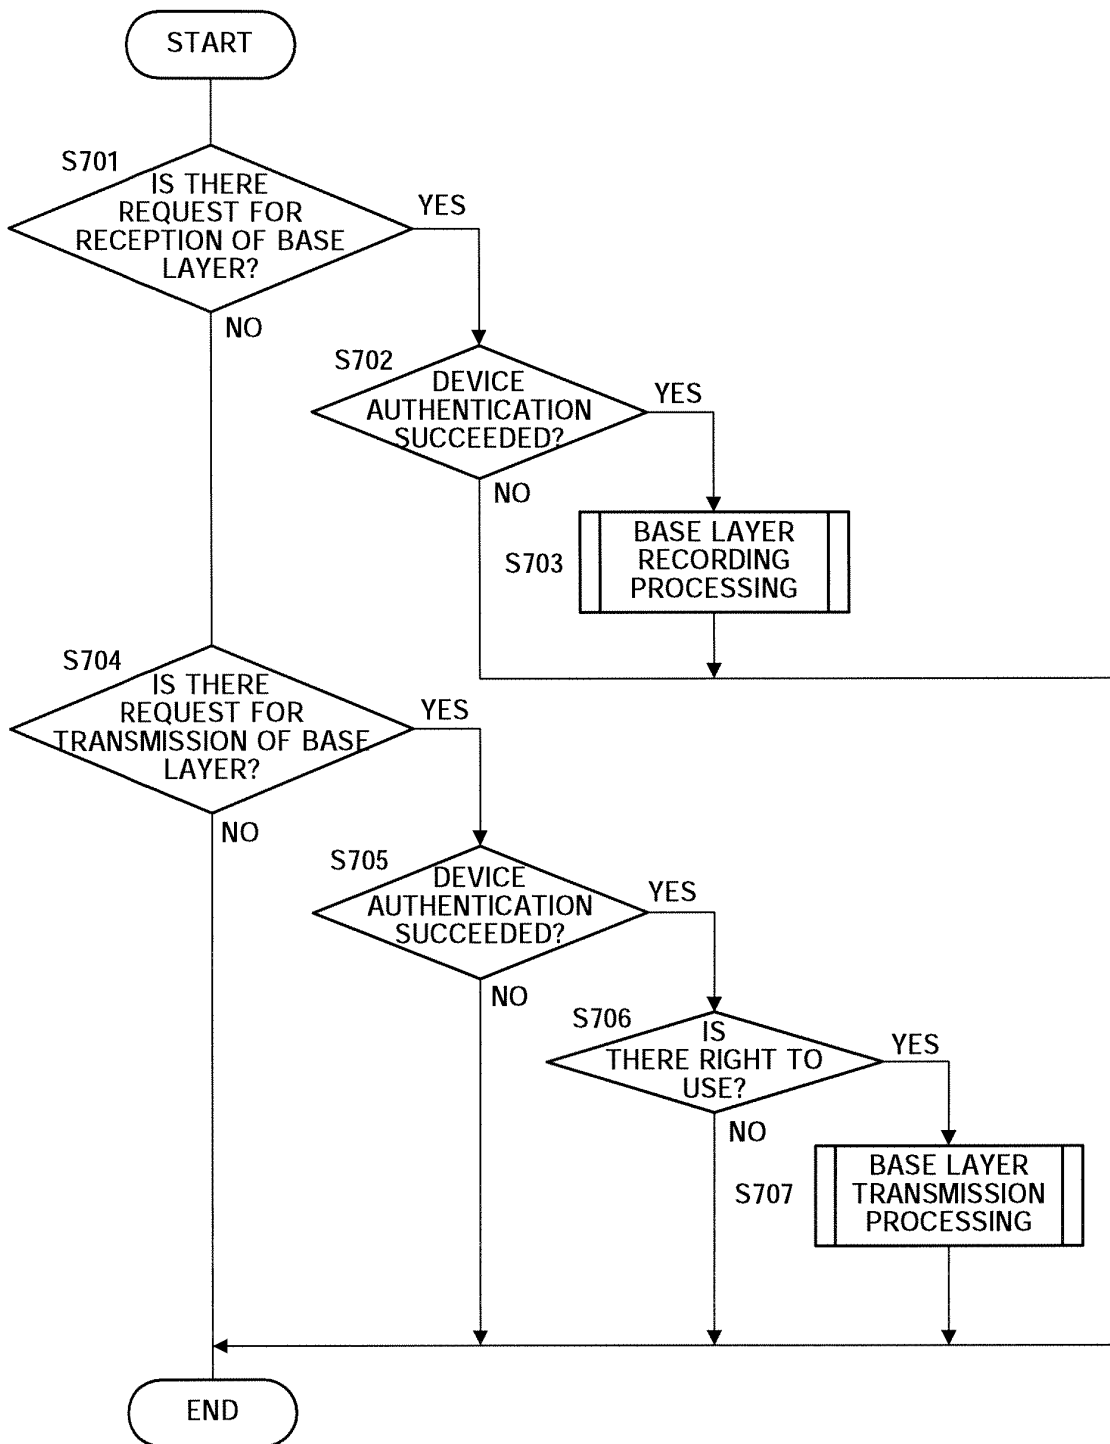 START
S701
IS THERE
REQUEST FOR
RECEPTION OF BASE
LAYER?
YES
NO
S702
DEVICE
AUTHENTICATION
SUCCEEDED?
YES
NO
S703
BASE LAYER
RECORDING
PROCESSING
S704
IS THERE
REQUEST FOR
TRANSMISSION OF BASE
LAYER?
YES
NO
S705
DEVICE
AUTHENTICATION
SUCCEEDED?
YES
NO
S706
IS
THERE RIGHT TO
USE?
YES
NO
S707
BASE LAYER
TRANSMISSION
PROCESSING
END